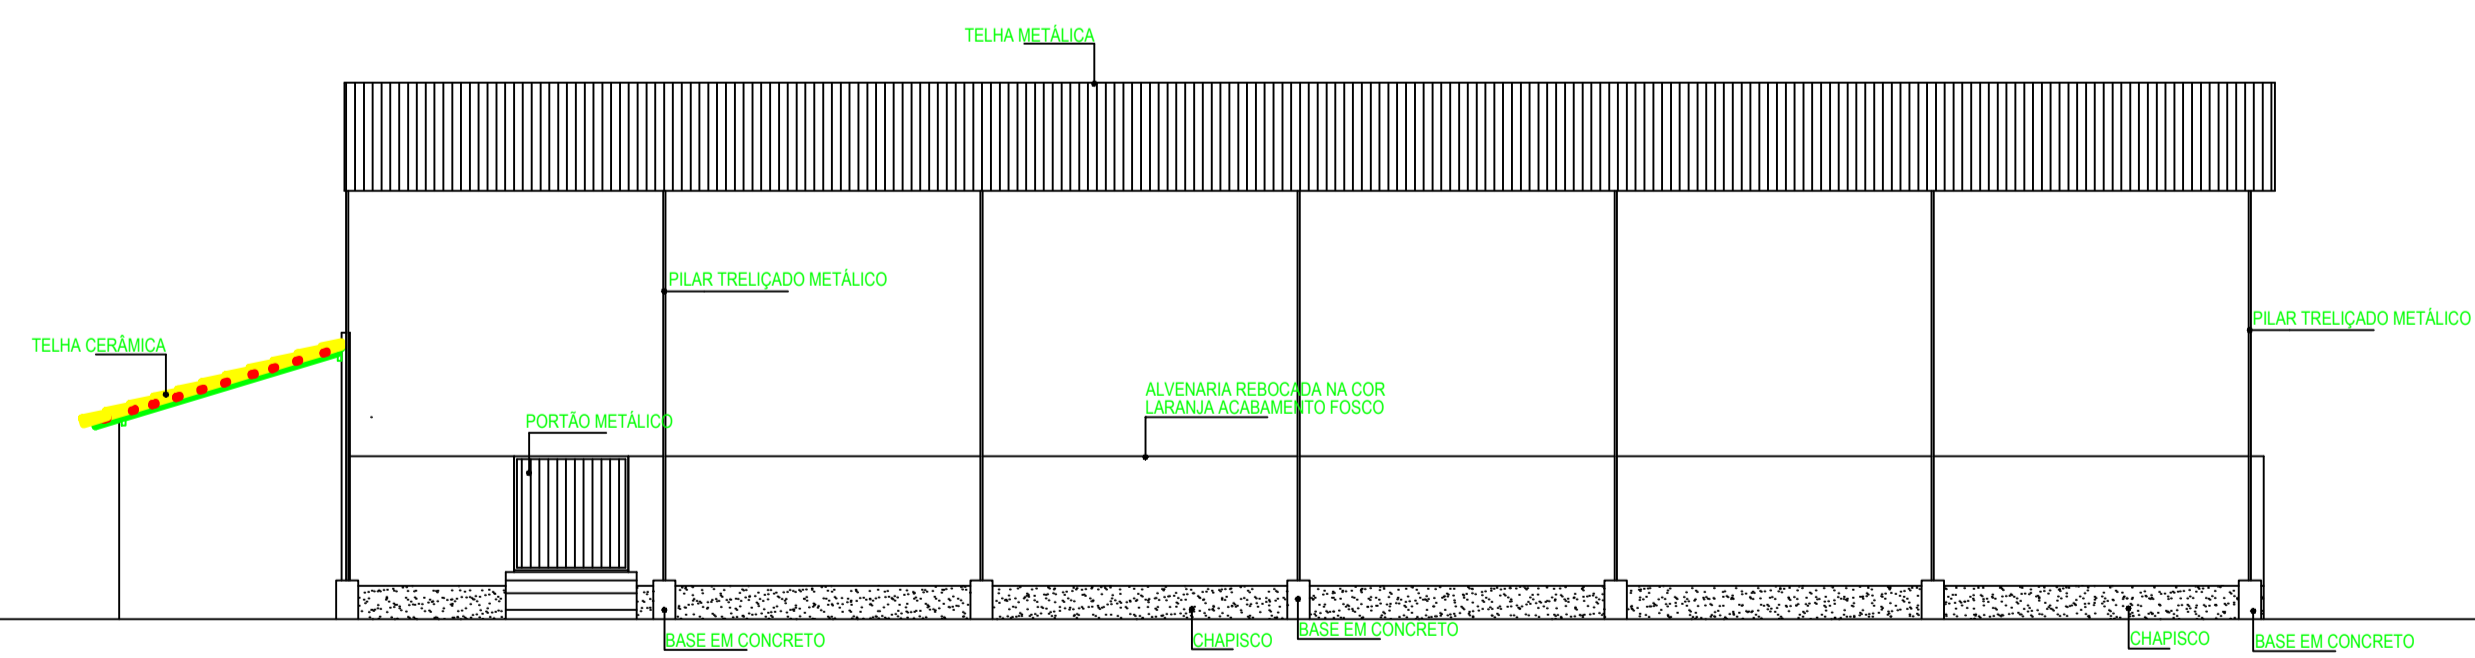 TELHA METÁLICA
PILAR TRELIÇADO METÁLICO
PILAR TRELIÇADO METÁLICO
TELHA CERÂMICA
ALVENARIA REBOCADA NA COR
LARANJA ACABAMENTO FOSCO
PORTÃO METÁLICO
BASE EM CONCRETO
CHAPISCO
BASE EM CONCRETO
CHAPISCO
BASE EM CONCRETO